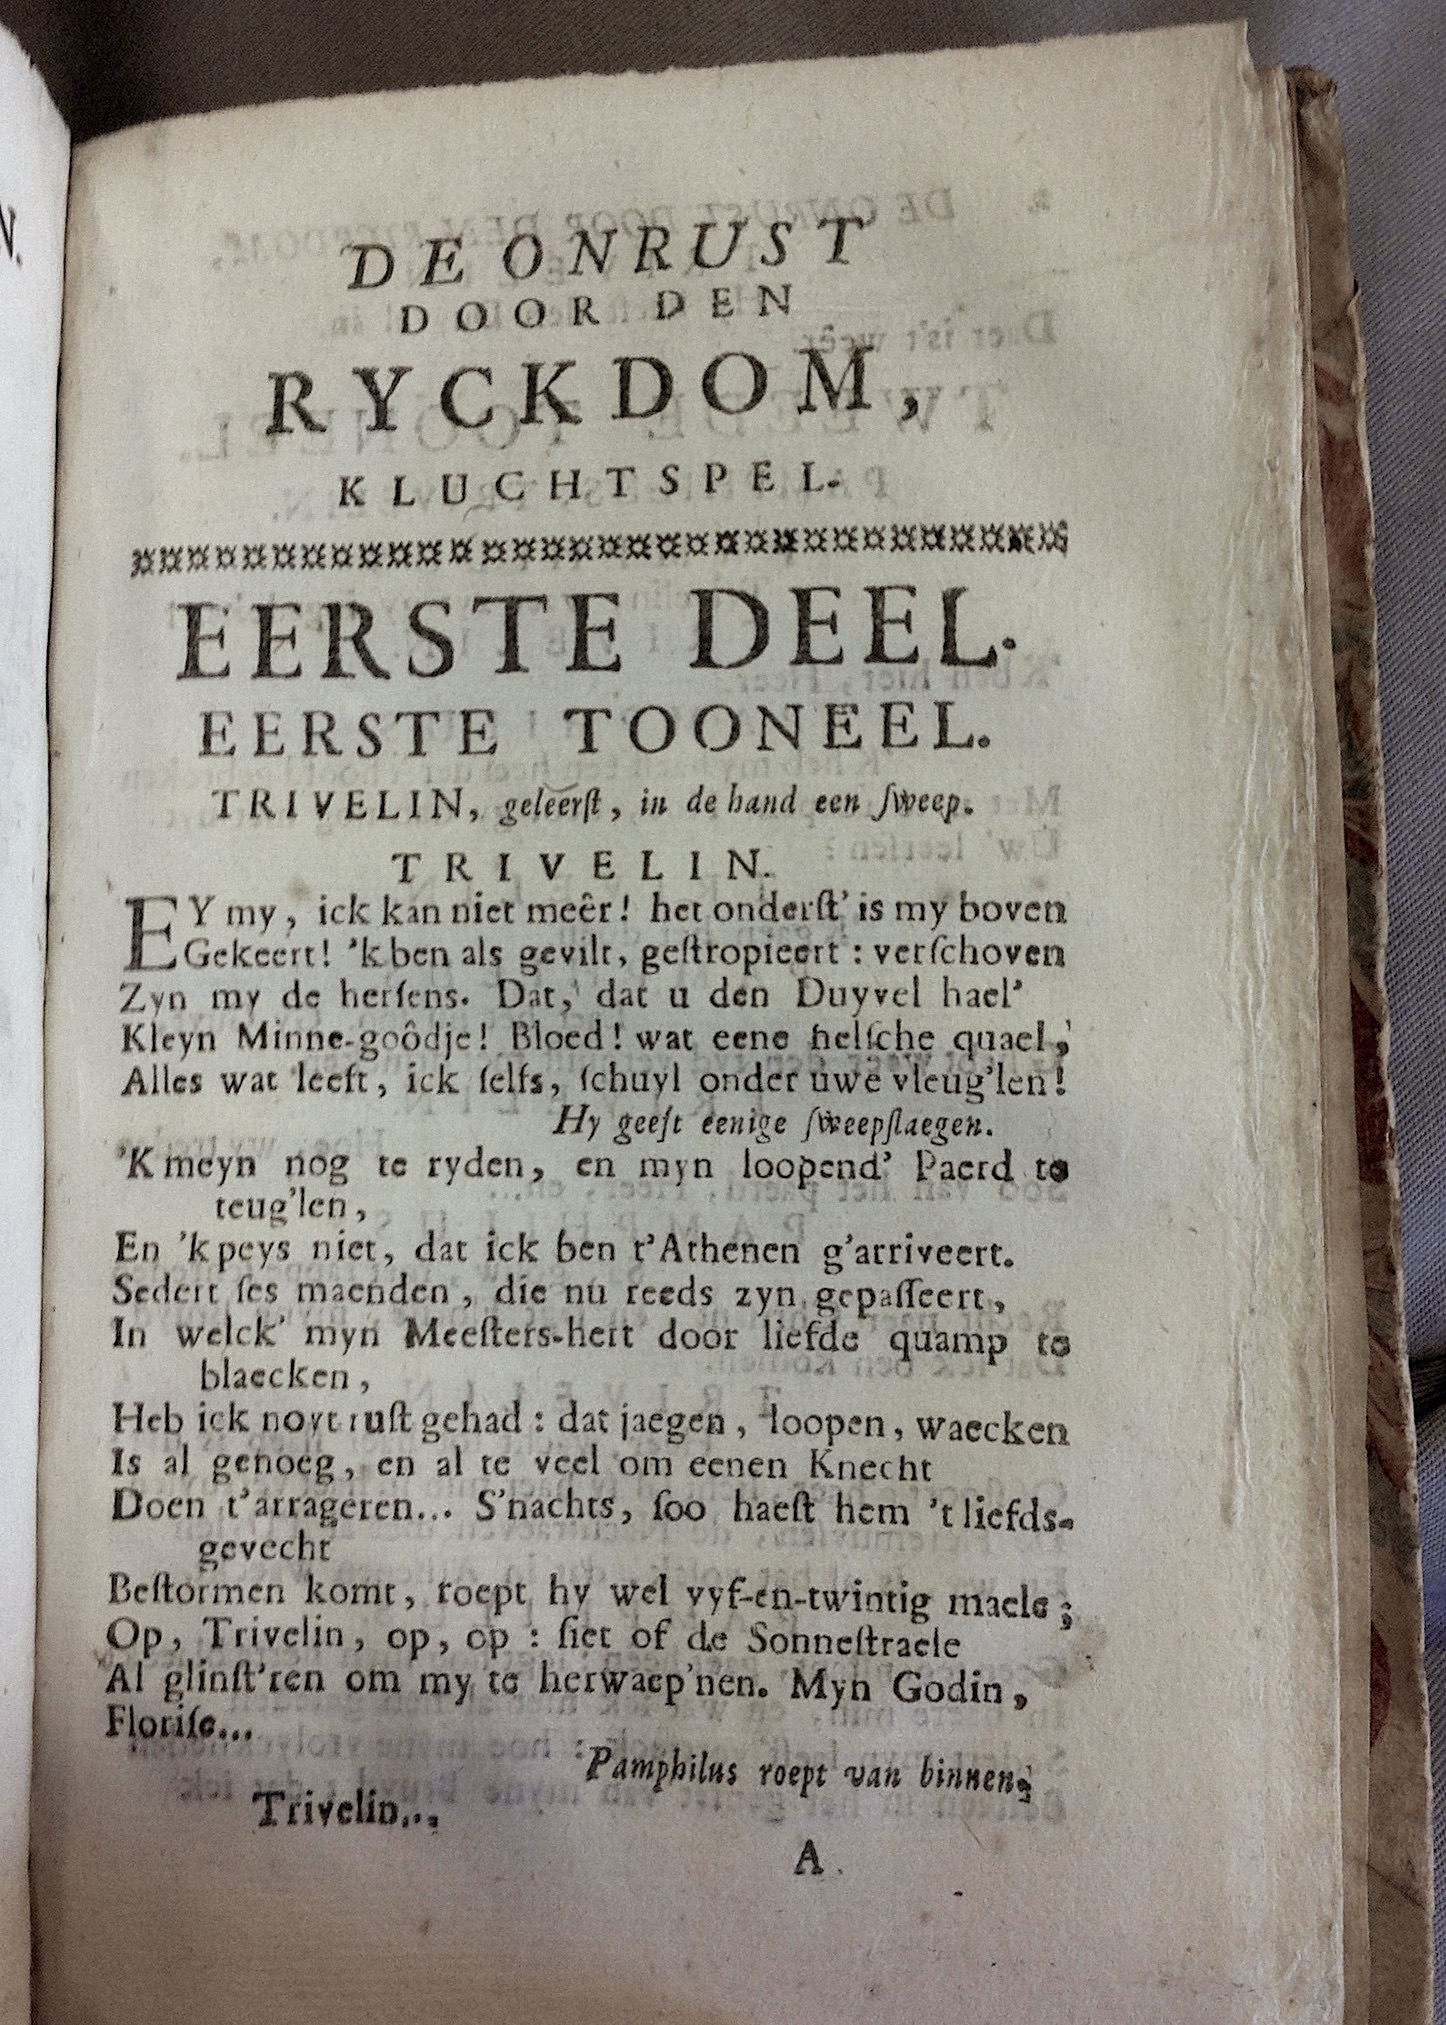 N.
DE ONRUST
DOOR DEN
RYCKDOM,
KLUCHTSPEL.
EERSTE DEEL.
EERSTE TOONEEL.
TRIVELIN, geleerſt, in de hand een ſweep.
TRIVELIN.
EY my, ick kan niet meêr! het onderſt' is my boven
Gekeert! 'k ben als gevilt, geſtropieert: verſchoven
Zyn my de herſens. Dat, dat u den Duyvel hael'
Kleyn Minne-goôdje! Bloed! wat eene helſche quael,
Alles wat leeft, ick ſelfs, ſchuyl onder uwe vleug'len!
Hy geeft eenige ſweepſlaegen.
'K meyn nog te ryden, en myn loopend' Paerd te
teug'len,
En 'k peys niet, dat ick ben t'Athenen g'arriveert.
Sedert ſes maenden, die nu reeds zyn gepaſſeert,
In welck' myn Meeſters-hert door liefde quamp te
blaecken,
Heb ick noyt ruſt gehad: dat jaegen, loopen, waecken
Is al genoeg, en al te veel om eenen Knecht
Doen t'arrageren... S'nachts, ſoo haeſt hem 't liefds-
gevecht
Beſtormen komt, roept hy wel vyf-en-twintig maele;
Op, Trivelin, op, op: ſiet of de Sonneſtraele
Al glinſt'ren om my te herwaep'nen. Myn Godin,
Floriſe...
Pamphilus roept van binnen;
Trivelin...
A